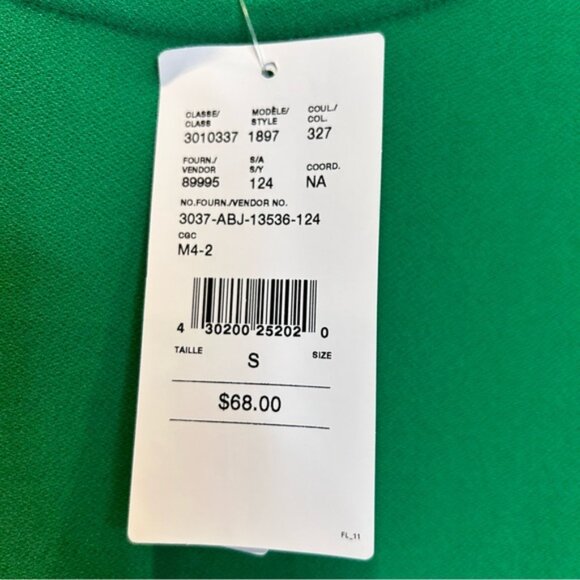 CLASSE/ MODÈLE/ COUL./
CLASS STYLE COL.
3010337 1897 327
FOURN./ S/A
VENDOR S/Y COORD.
89995 124 NA
NO.FOURN./VENDOR NO.
3037-ABJ-13536-124
CGC
M4-2
4 30200 25202 0
TAILLE S SIZE
$68.00
FL_11